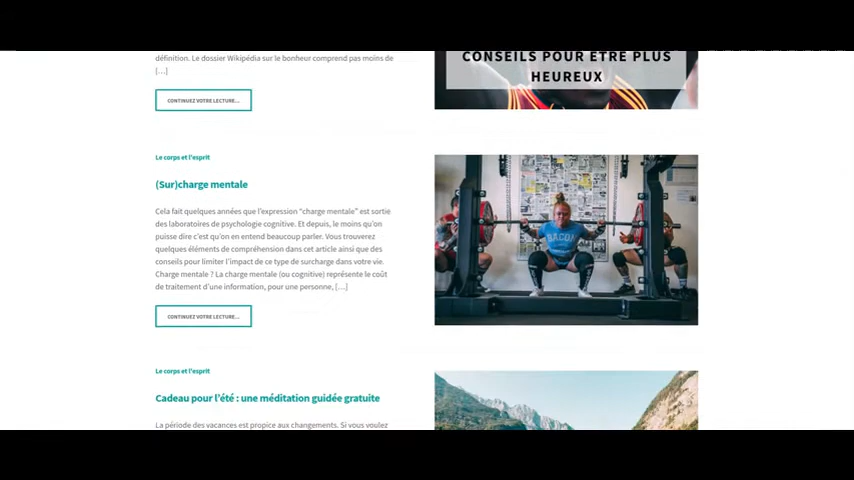 définition. Le dossier Wikipédia sur le bonheur comprend pas moins de
[…]
CONTINUEZ VOTRE LECTURE...
CONSEILS POUR ÊTRE PLUS
HEUREUX
Le corps et l'esprit
(Sur)charge mentale
Cela fait quelques années que l'expression "charge mentale" est sortie
des laboratoires de psychologie cognitive. Et depuis, le moins qu'on
puisse dire c'est qu'on en entend beaucoup parler. Vous trouverez
quelques éléments de compréhension dans cet article ainsi que des
conseils pour limiter l'impact de ce type de surcharge dans votre vie.
Charge mentale ? La charge mentale (ou cognitive) représente le coût
de traitement d'une information, pour une personne, […]
CONTINUEZ VOTRE LECTURE...
BACON
Le corps et l'esprit
Cadeau pour l'été : une méditation guidée gratuite
La période des vacances est propice aux changements. Si vous voulez